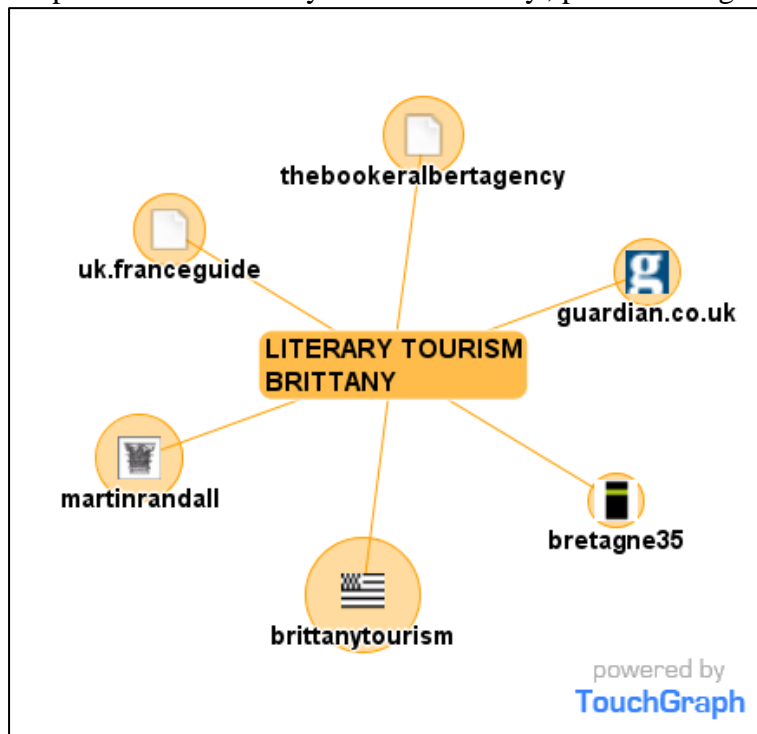 thebookeralbertagency
uk.franceguide
g
guardian.co.uk
LITERARY TOURISM
BRITTANY
martinrandall
bretagne35
brittanytourism
powered by
TouchGraph